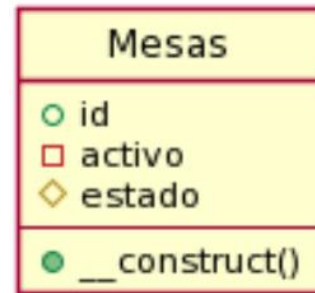 Mesas
id
activo
estado
__construct()